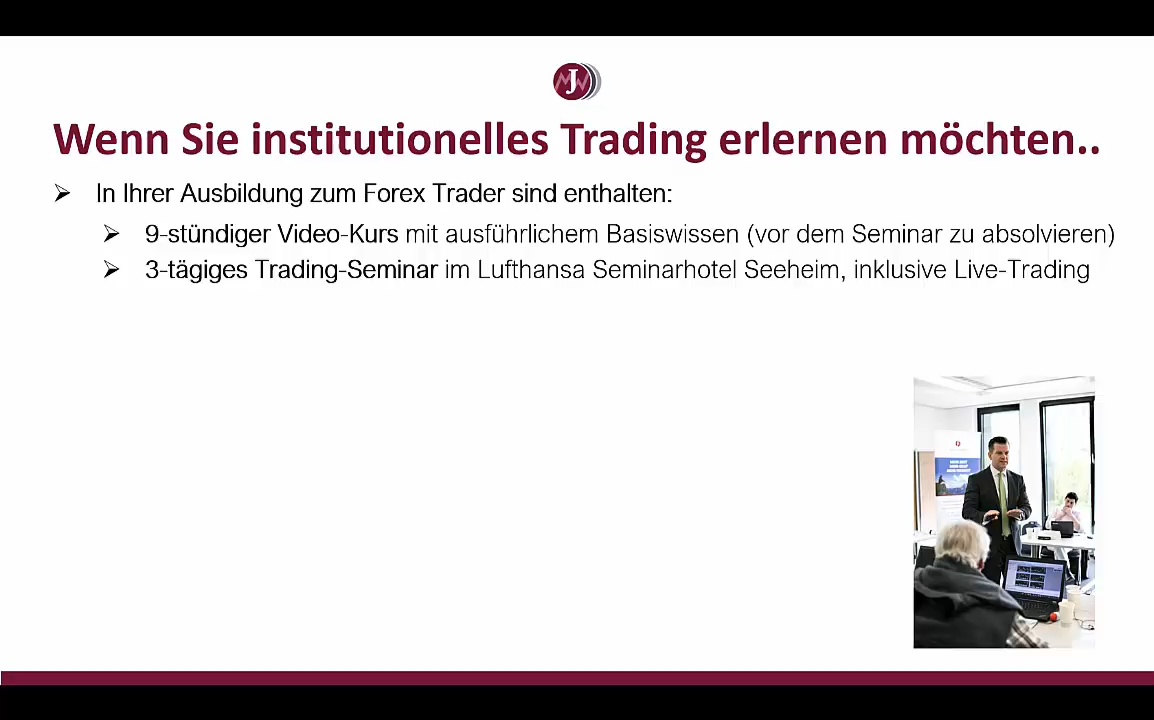 J
Wenn Sie institutionelles Trading erlernen möchten..
In Ihrer Ausbildung zum Forex Trader sind enthalten:
9-stündiger Video-Kurs mit ausführlichem Basiswissen (vor dem Seminar zu absolvieren)
3-tägiges Trading-Seminar im Lufthansa Seminarhotel Seeheim, inklusive Live-Trading